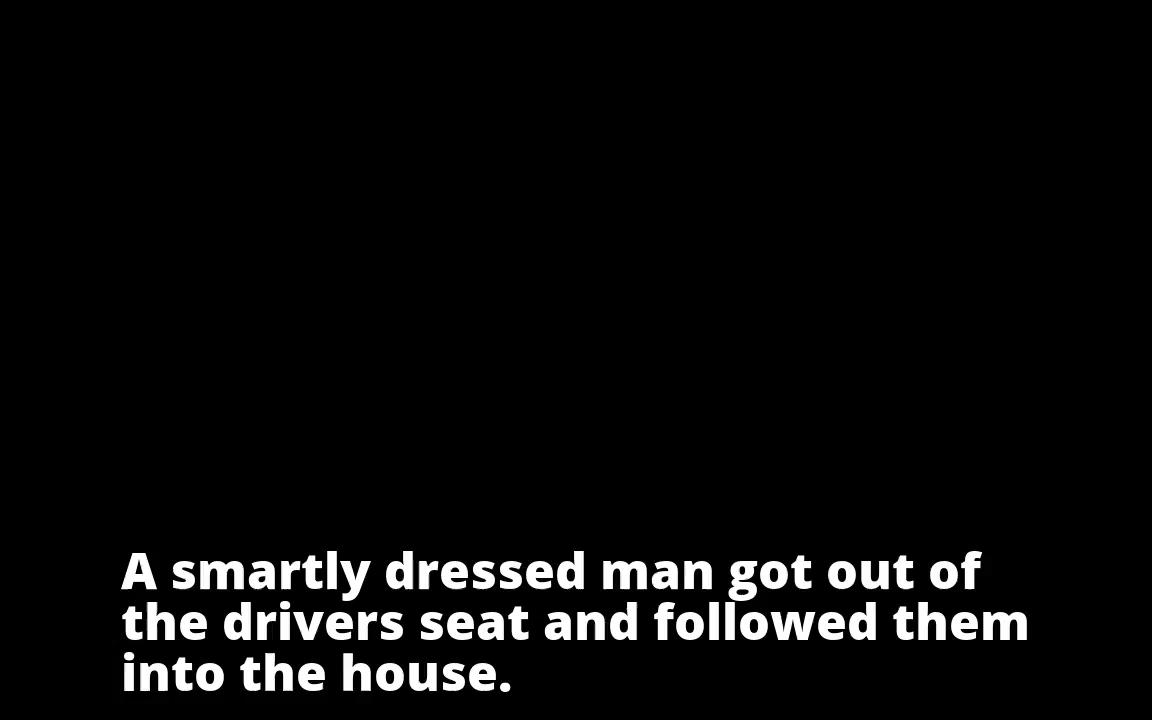 A smartly dressed man got out of
the drivers seat and followed them
into the house.